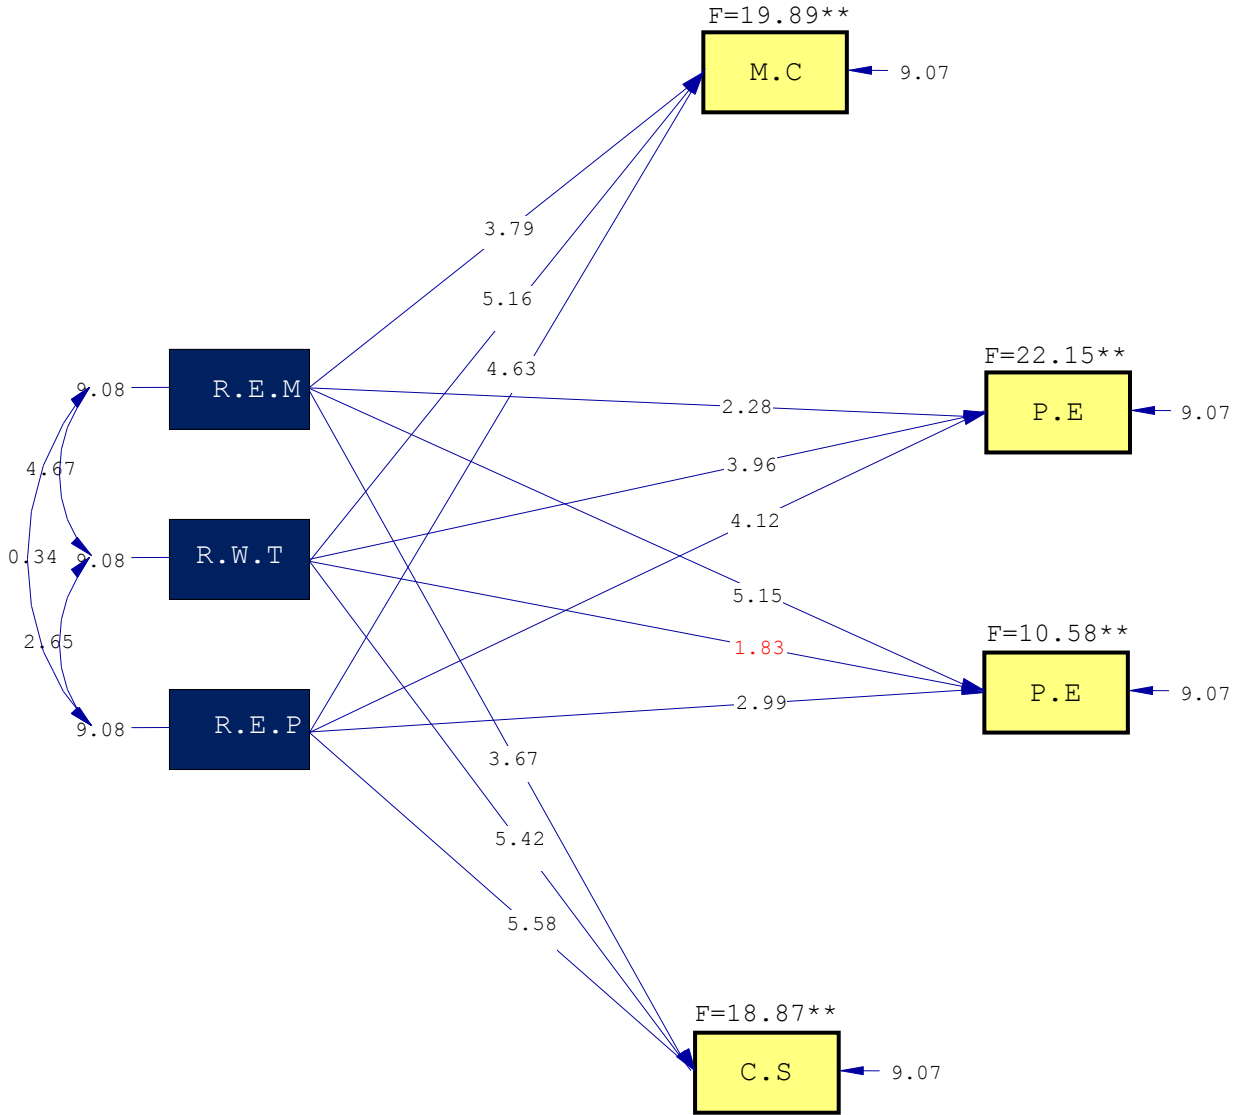 F=19.89**
M.C
9.07
3.79
5.16
F=22.15**
4.63
9.08
R.E.M
2.28
P.E
9.07
4.67
3.96
4.12
0.34
9.08
R.W.T
5.15
F=10.58**
2.65
1.83
P.E
9.07
2.99
9.08
R.E.P
3.67
5.42
5.58
F=18.87**
C.S
9.07